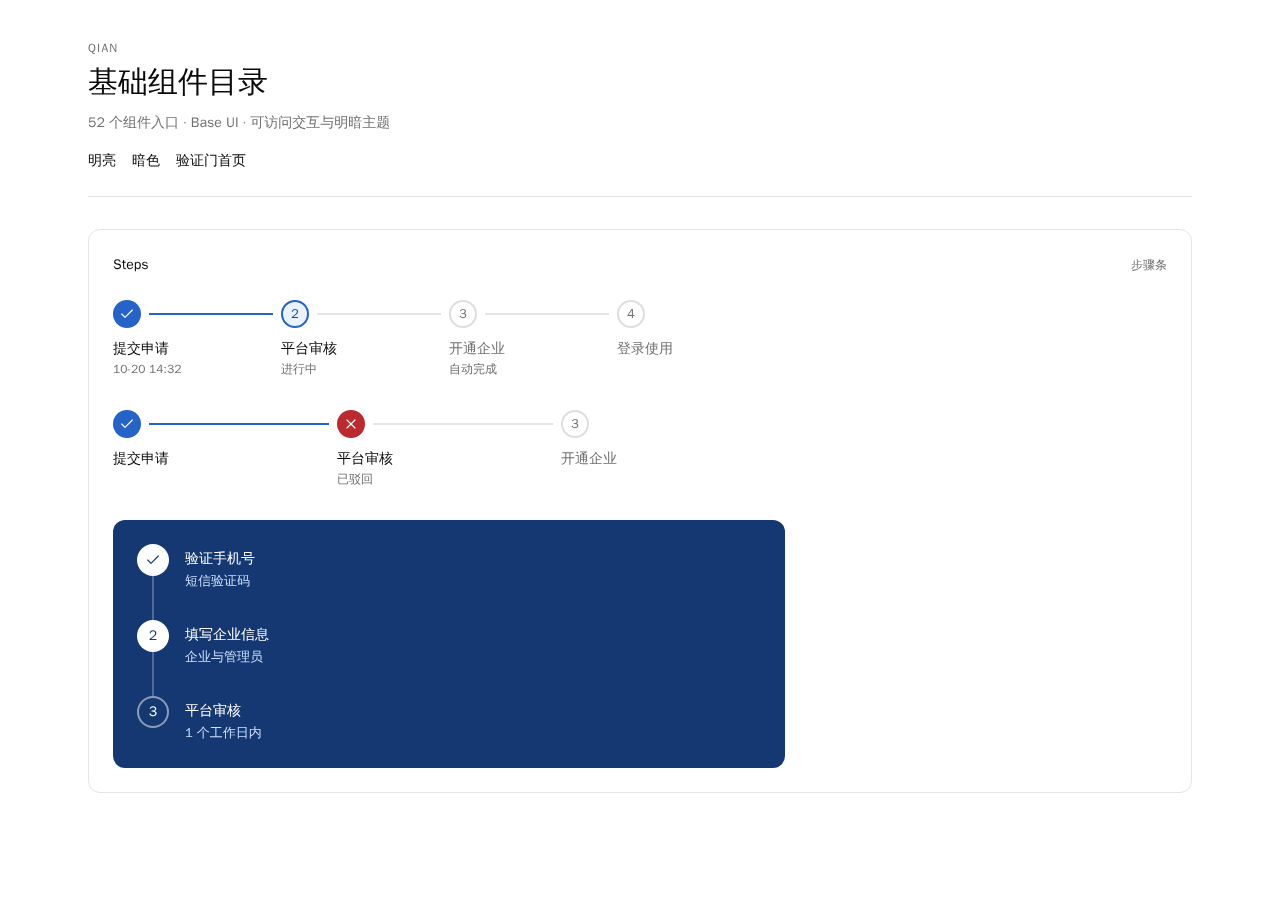 QIAN
基础组件目录
52 个组件入口 · Base UI · 可访问交互与明暗主题
明亮 暗色 验证门首页
Steps 步骤条
2 3 4
提交申请 平台审核 开通企业 登录使用
10-20 14:32 进行中 自动完成
3
提交申请 平台审核 开通企业
已驳回
验证手机号
短信验证码
2 填写企业信息
企业与管理员
3 平台审核
1 个工作日内